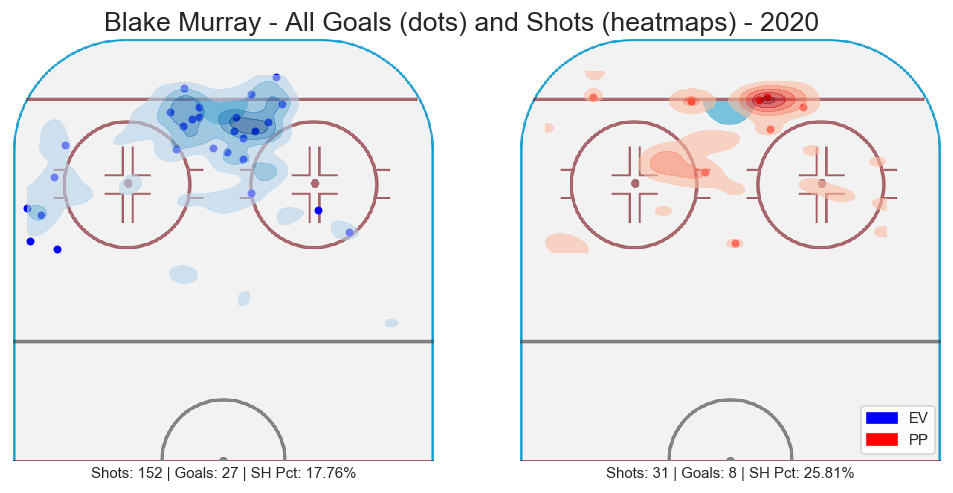 Blake Murray - All Goals (dots) and Shots (heatmaps) - 2020
EV
PP
Shots: 152 | Goals: 27 | SH Pct: 17.76%
Shots: 31 | Goals: 8 | SH Pct: 25.81%